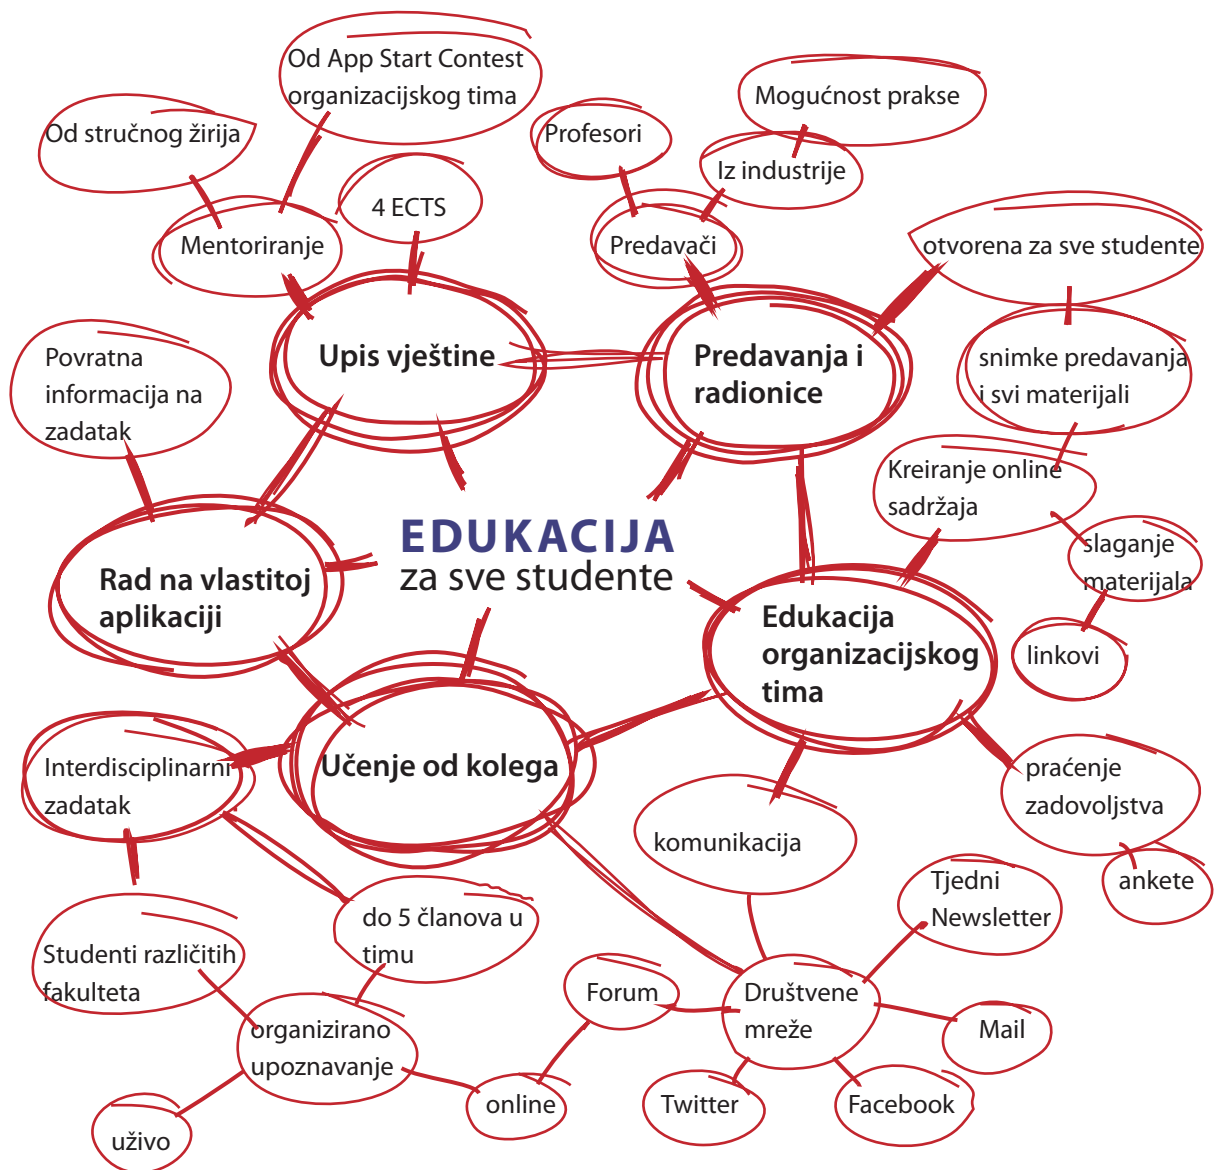 Od App Start Contest
organizacijskog tima
Od stručnog žirija
4 ECTS
Mentoriranje
Profesori
Mogućnost prakse
Iz industrije
Predavači
otvorena za sve studente
snimke predavanja
i svi materijali
Povratna
informacija na
zadatak
Upis vještine
Predavanja i
radionice
Kreiranje online
sadržaja
slaganje
materijala
linkovi
EDUKACIJA
za sve studente
Rad na vlastitoj
aplikaciji
Edukacija
organizacijskog
tima
Učenje od kolega
Interdisciplinarni
zadatak
praćenje
zadovoljstva
ankete
komunikacija
Tjedni
Newsletter
do 5 članova u
timu
Studenti različitih
fakulteta
Forum
Društvene
mreže
Mail
organizirano
upoznavanje
online
Twitter
Facebook
uživo